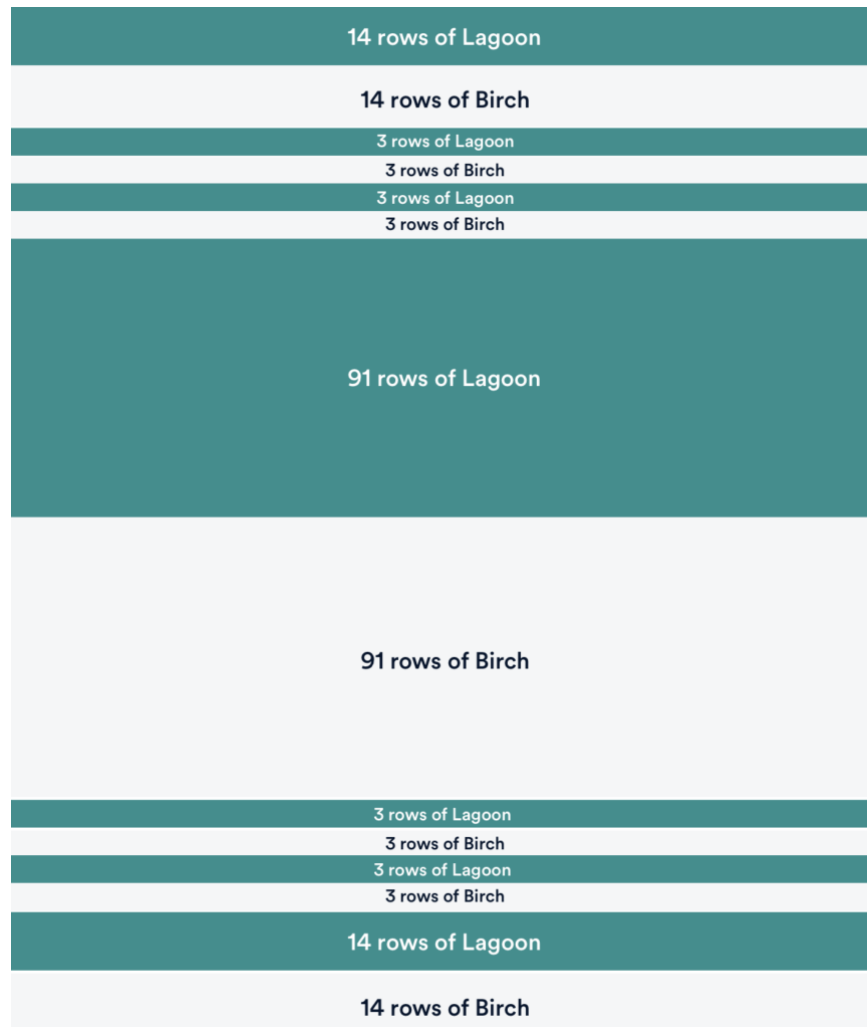 14 rows of Lagoon
14 rows of Birch
3 rows of Lagoon
3 rows of Birch
3 rows of Lagoon
3 rows of Birch
91 rows of Lagoon
91 rows of Birch
3 rows of Lagoon
3 rows of Birch
3 rows of Lagoon
3 rows of Birch
14 rows of Lagoon
14 rows of Birch